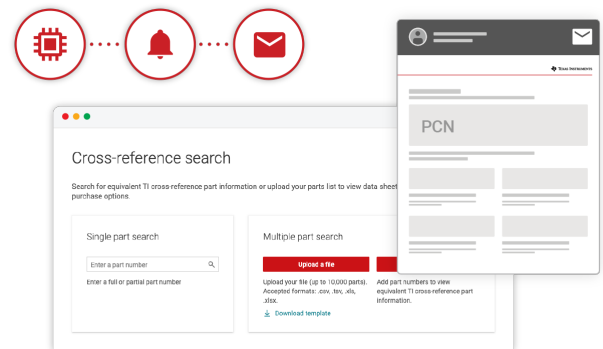 TEXAS INSTRUMENTS
PCN
Cross-reference search
Search for equivalent TI cross-reference part information or upload your parts list to view data sheet
purchase options.
Single part search
Enter a part number
Enter a full or partial part number
Multiple part search
Upload a file
Upload your file (up to 10,000 parts).
Accepted formats: .csv, .tsv, .xls,
.xlsx.
Download template
Add part numbers to view
equivalent TI cross-reference part
information.